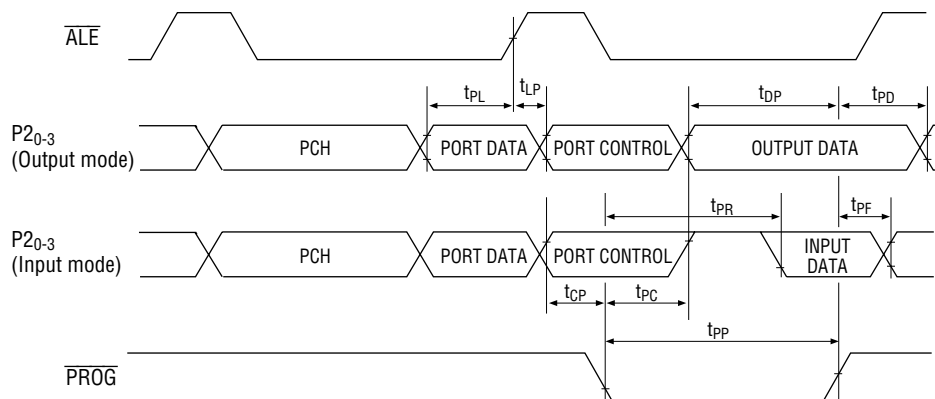 ALE
tPL
tLP
tDP
tPD
P20-3
(Output mode)
PCH
PORT DATA
PORT CONTROL
OUTPUT DATA
tPR
tPF
P20-3
(Input mode)
PCH
PORT DATA
PORT CONTROL
INPUT
DATA
tCP
tPC
tPP
PROG